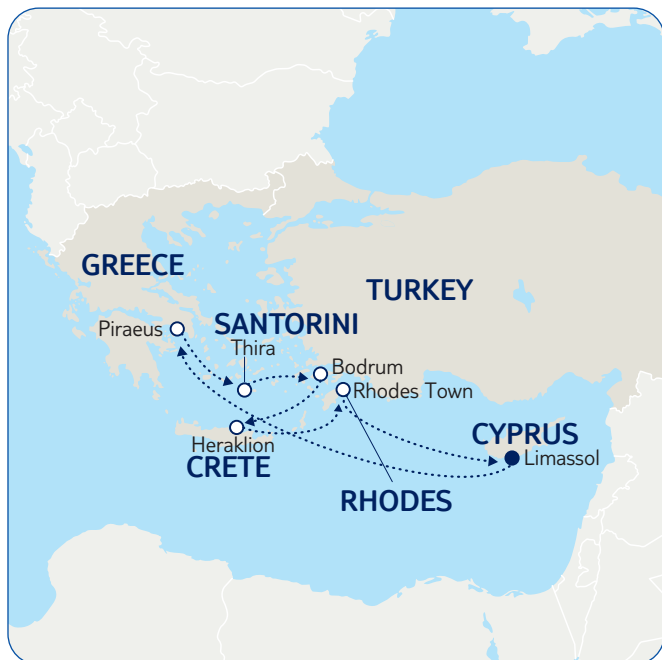 GREECE
TURKEY
Piraeus
SANTORINI
Thira
Bodrum
Rhodes Town
Heraklion
CRETE
CYPRUS
Limassol
RHODES